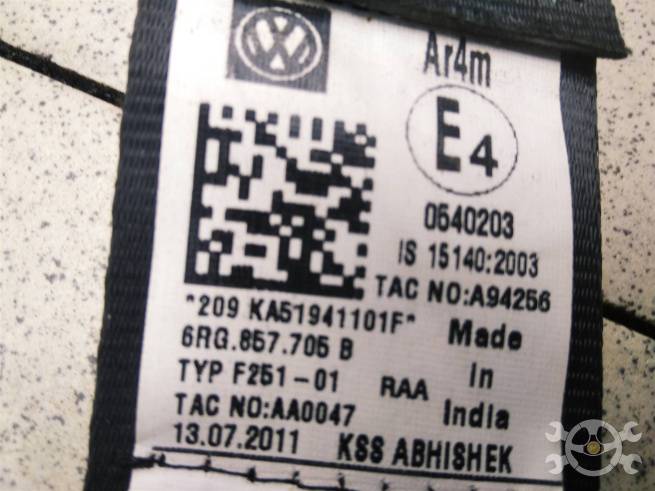 Ar4m
E4
0640203
IS 15140:2003
TAC NO:A94256
"209 KA51941101F"
6RG.857.705 B
Made
TYP F251-01
RAA
In
TAC NO:AA0047
India
13.07.2011 KSS ABHISHEK